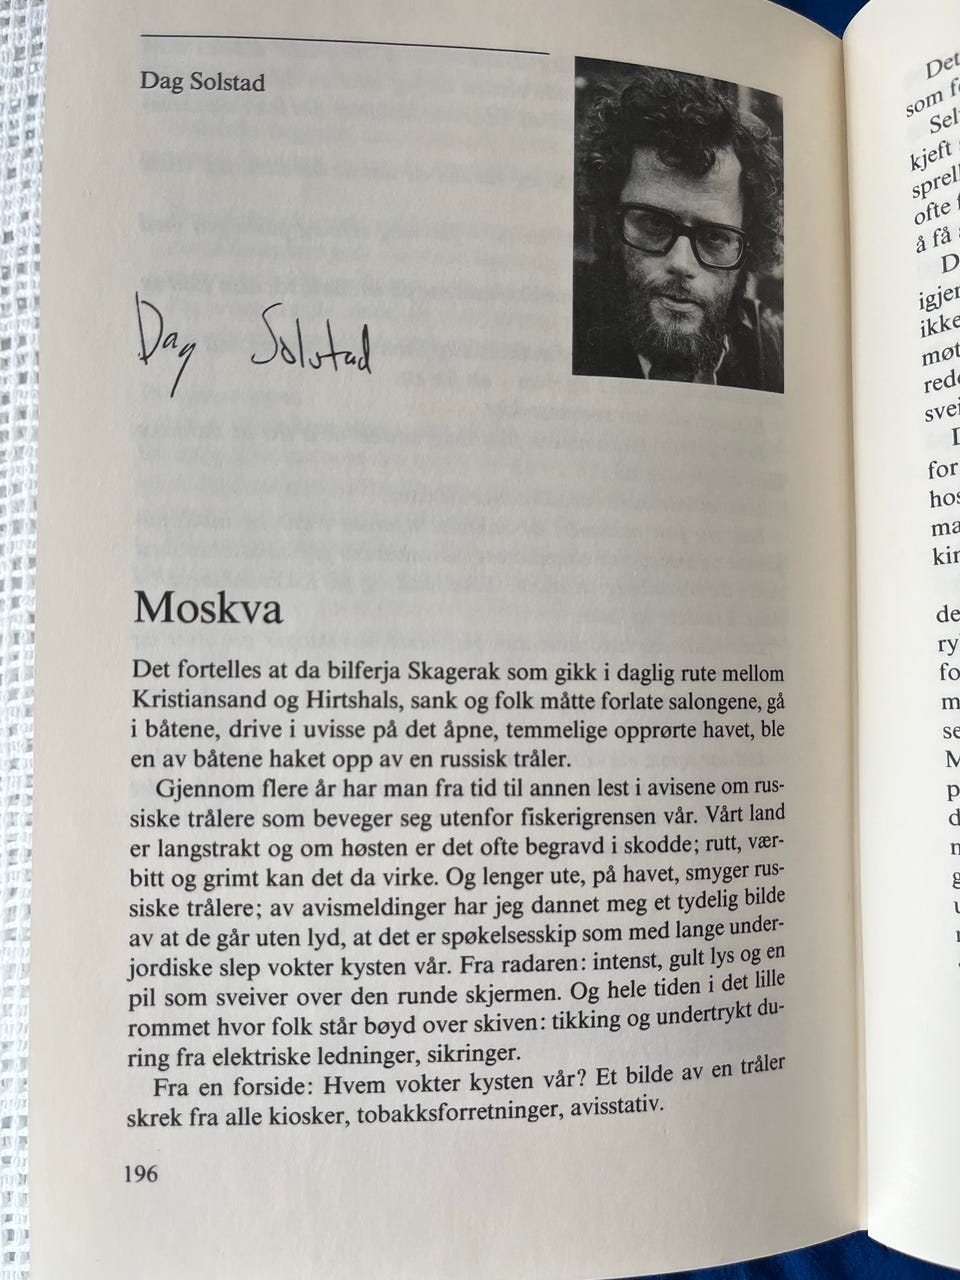 Dag Solstad
Dag Solstad
Moskva
Det fortelles at da bilferja Skagerak som gikk i daglig rute mellom
Kristiansand og Hirtshals, sank og folk måtte forlate salongene, gå
i båtene, drive i uvisse på det åpne, temmelige opprørte havet, ble
en av båtene haket opp av en russisk tråler.
Gjennom flere år har man fra tid til annen lest i avisene om rus-
siske trålere som beveger seg utenfor fiskerigrensen vår. Vårt land
er langstrakt og om høsten er det ofte begravd i skodde; rutt, vær-
bitt og grimt kan det da virke. Og lenger ute, på havet, smyger rus-
siske trålere; av avismeldinger har jeg dannet meg et tydelig bilde
av at de går uten lyd, at det er spøkelsesskip som med lange under-
jordiske slep vokter kysten vår. Fra radaren: intenst, gult lys og en
pil som sveiver over den runde skjermen. Og hele tiden i det lille
rommet hvor folk står bøyd over skiven: tikking og undertrykt du-
ring fra elektriske ledninger, sikringer.
Fra en forside: Hvem vokter kysten vår? Et bilde av en tråler
skrek fra alle kiosker, tobakksforretninger, avisstativ.
196
Det
som
kjeft
ofte
å få
for